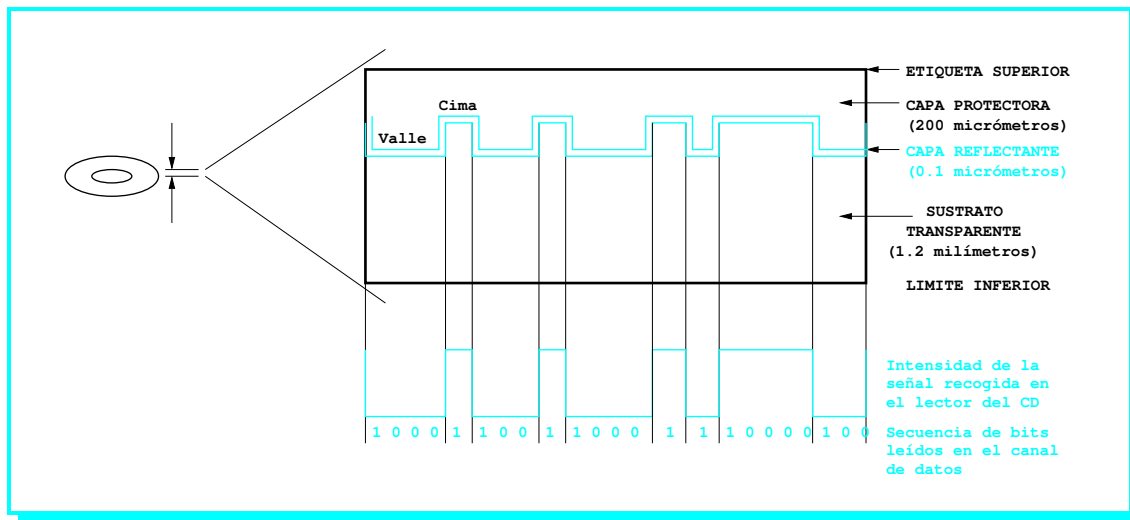 ETIQUETA SUPERIOR
Cima
CAPA PROTECTORA
(200 micrómetros)
Valle
CAPA REFLECTANTE
(0.1 micrómetros)
SUSTRATO
TRANSPARENTE
(1.2 milímetros)
LIMITE INFERIOR
Intensidad de la
señal recogida en
el lector del CD
1 0 0 0 1 1 0 0 1 1 0 0 0 1 1 1 0 0 0 0 1 0 0
Secuencia de bits
leídos en el canal
de datos